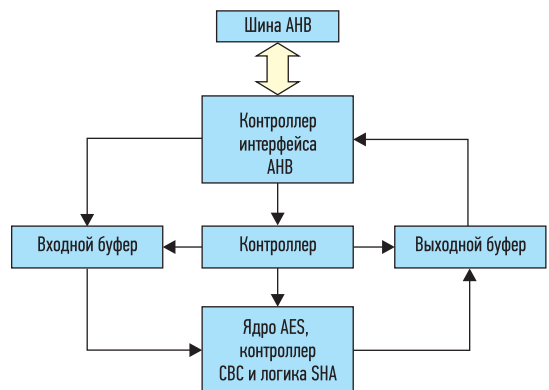 Шина AHB
Контроллер
интерфейса
AHB
Входной буфер
Контроллер
Выходной буфер
Ядро AES,
контроллер
CBC и логика SHA